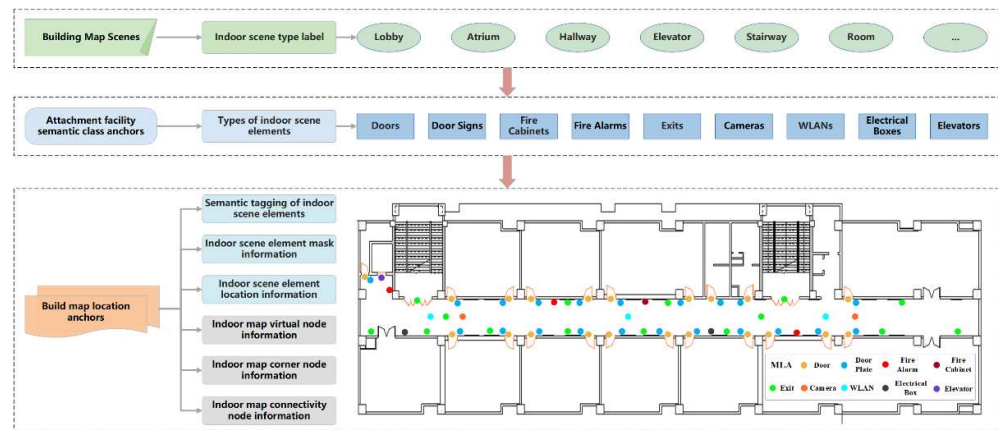 Building Map Scenes
Indoor scene type label
Lobby
Atrium
Hallway
Elevator
Stairway
Room
...
Attachment facility
semantic class anchors
Types of indoor scene
elements
Doors
Door Signs
Fire
Cabinets
Fire Alarms
Exits
Cameras
WLANs
Electrical
Boxes
Elevators
Build map location
anchors
Semantic tagging of indoor
scene elements
Indoor scene element mask
information
Indoor scene element
location information
Indoor map virtual node
information
Indoor map corner node
information
Indoor map connectivity
node information
MLA
Door
Door
Plate
Fire
Alarm
Fire
Cabinet
Exit
Camera
WLAN
Electrical
Box
Elevator